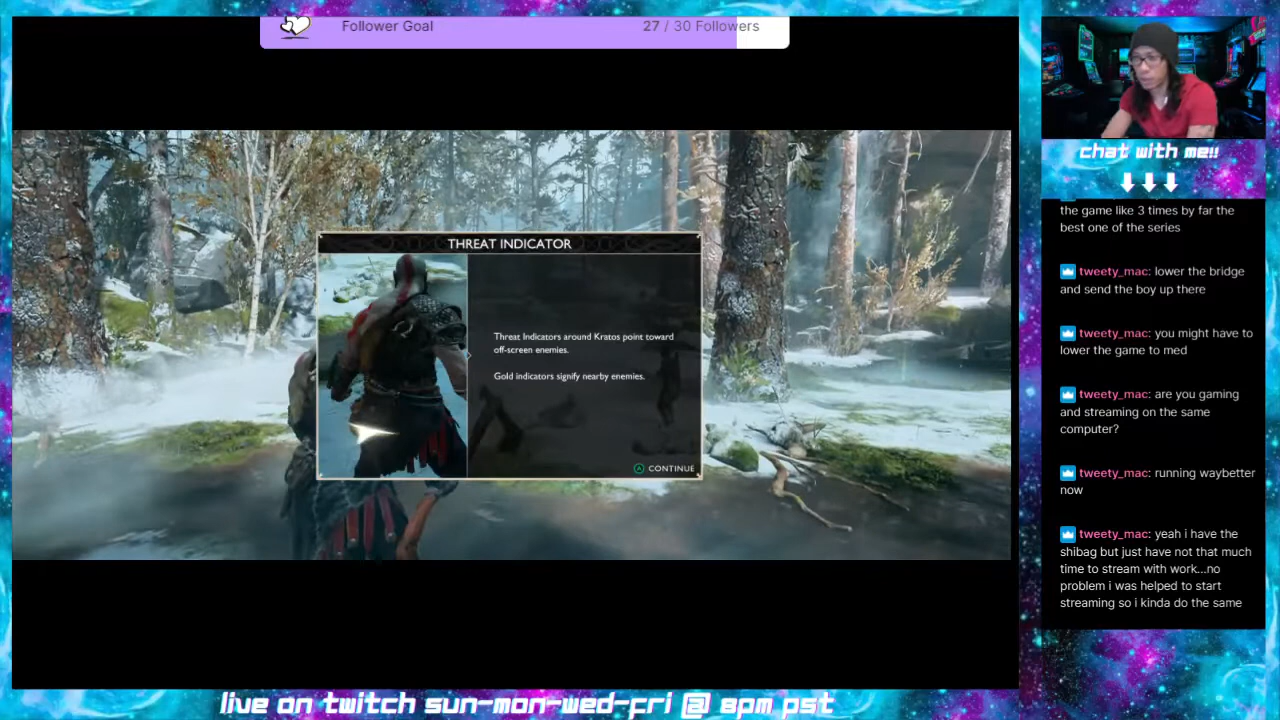 Follower Goal 27 / 30 Followers
THREAT INDICATOR
Threat Indicators around Kratos point toward
off-screen enemies.
Gold indicators signify nearby enemies.
A CONTINUE
chat with me!!
the game like 3 times by far the
best one of the series
tweety_mac: lower the bridge
and send the boy up there
tweety_mac: you might have to
lower the game to med
tweety_mac: are you gaming
and streaming on the same
computer?
tweety_mac: running waybetter
now
tweety_mac: yeah i have the
shibag but just have not that much
time to stream with work...no
problem i was helped to start
streaming so i kinda do the same
live on twitch sun-mon-wed-fri @ 8pm pst